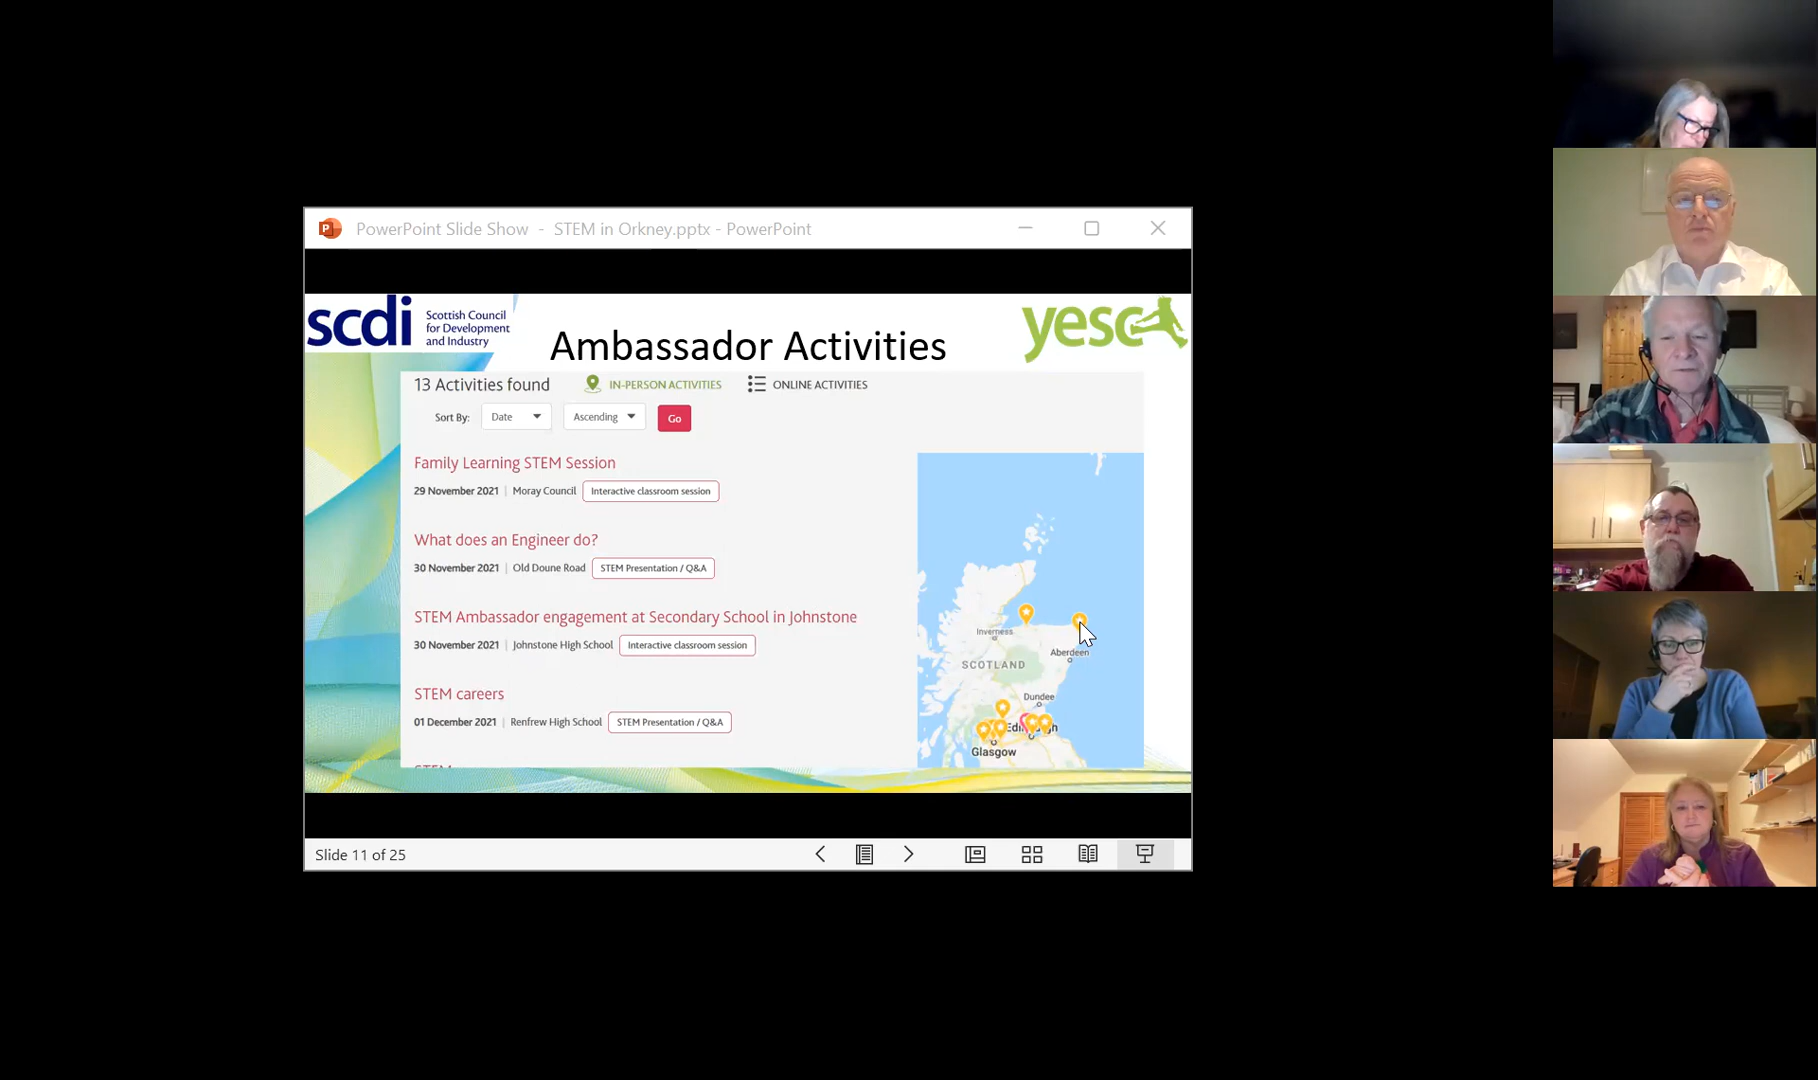 PowerPoint Slide Show - STEM in Orkney.pptx - PowerPoint
scdi
Scottish Council
for Development
and Industry
yesc
Ambassador Activities
13 Activities found
IN-PERSON ACTIVITIES
ONLINE ACTIVITIES
Sort By:
Date
Ascending
Go
Family Learning STEM Session
29 November 2021 | Moray Council
Interactive classroom session
What does an Engineer do?
30 November 2021 | Old Doune Road
STEM Presentation / Q&A
STEM Ambassador engagement at Secondary School in Johnstone
30 November 2021 | Johnstone High School
Interactive classroom session
STEM careers
01 December 2021 | Renfrew High School
STEM Presentation / Q&A
Inverness
Aberdeen
SCOTLAND
Dundee
Glasgow
Slide 11 of 25